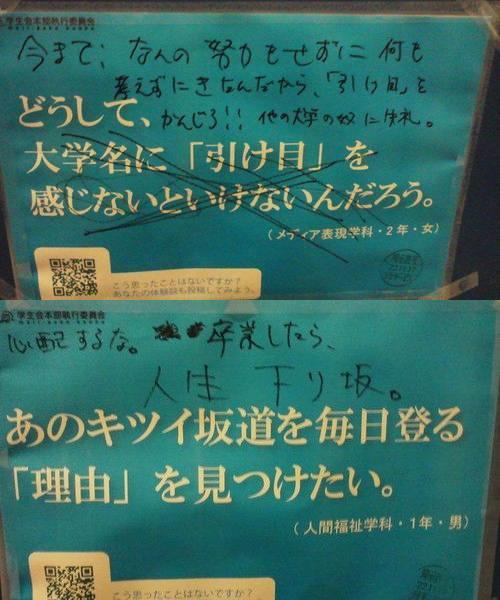 学生会本部執行委員会
今まで、なんの努力もせずに何も
考えずにきなんだから、「引け目」を
かんじろ!! 他の大学の奴に失礼。
どうして、
大学名に「引け目」を
感じないといけないんだろう。
(メディア表現学科・2年・女)
こう思ったことはないですか?
あなたの体験談も投稿してみよう。
学生会本部執行委員会
心配するな。 卒業したら、
人生 下り坂。
あのキツイ坂道を毎日登る
「理由」を見つけたい。
(人間福祉学科・1年・男)
こう思ったことはないですか?